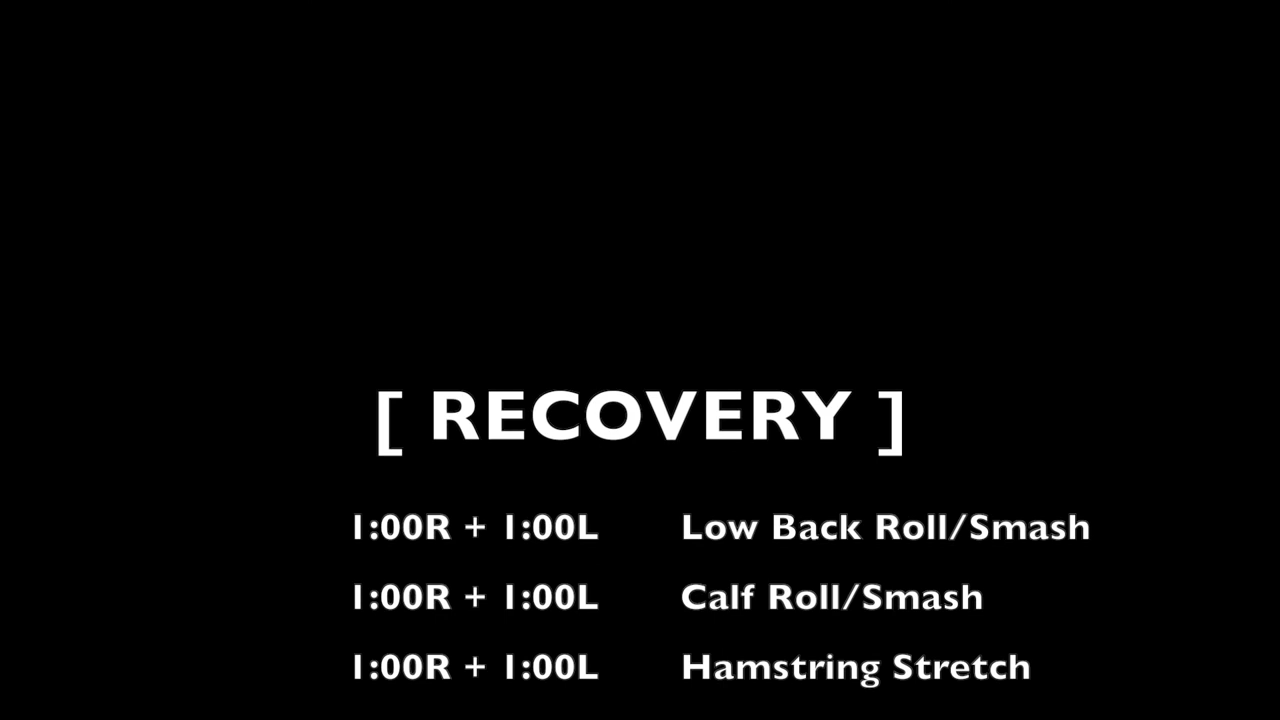 [ RECOVERY ]
1:00R + 1:00L Low Back Roll/Smash
1:00R + 1:00L Calf Roll/Smash
1:00R + 1:00L Hamstring Stretch